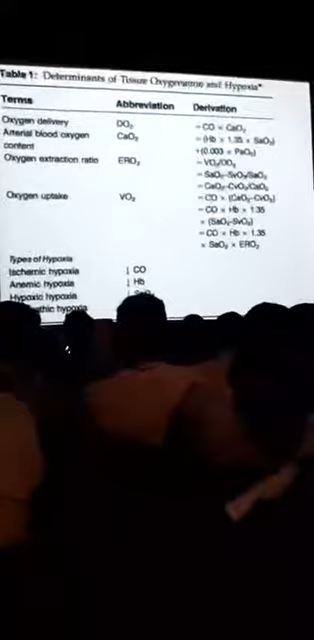 Table 1: Determinants of Tissue Oxygenation and Hypoxia*
Terms Abbreviation Derivation
Oxygen delivery DO₂ =CO × CaO₂
Arterial blood oxygen CaO₂ =(Hb × 1.35 × SaO₂)
content +(0.003 × PaO₂)
Oxygen extraction ratio ERO₂ =VO₂/DO₂
=SaO₂-SvO₂/SaO₂
=CaO₂-CvO₂/CaO₂
Oxygen uptake VO₂ =CO × (CaO₂-CvO₂)
=CO × Hb × 1.35
× (SaO₂-SvO₂)
=CO × Hb × 1.35
× SaO₂ × ERO₂
Types of Hypoxia
Ischemic hypoxia ↓ CO
Anemic hypoxia ↓ Hb
Hypoxic hypoxia ↓ SaO₂
thic hypoxia